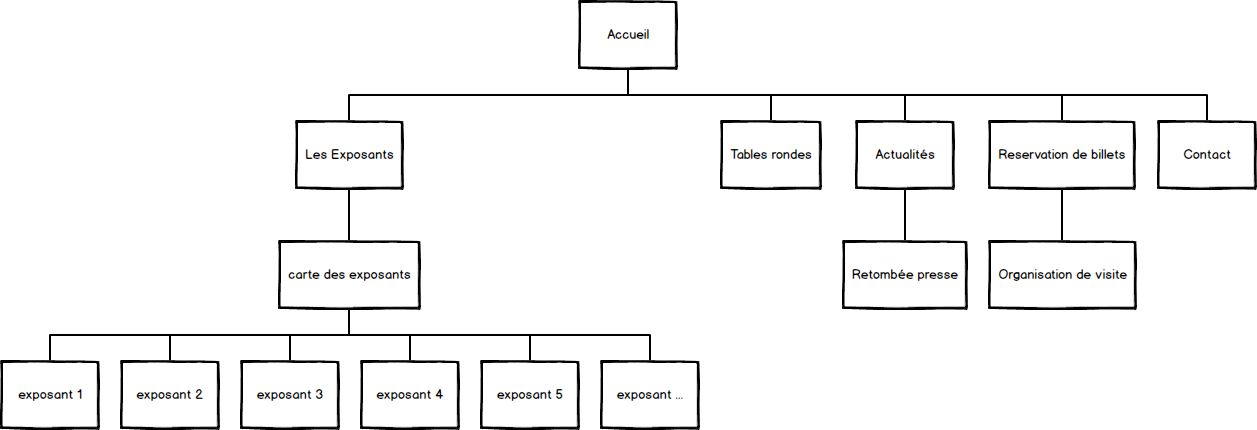 Accueil
Les Exposants
Tables rondes
Actualités
Reservation de billets
Contact
carte des exposants
Retombée presse
Organisation de visite
exposant 1
exposant 2
exposant 3
exposant 4
exposant 5
exposant ...